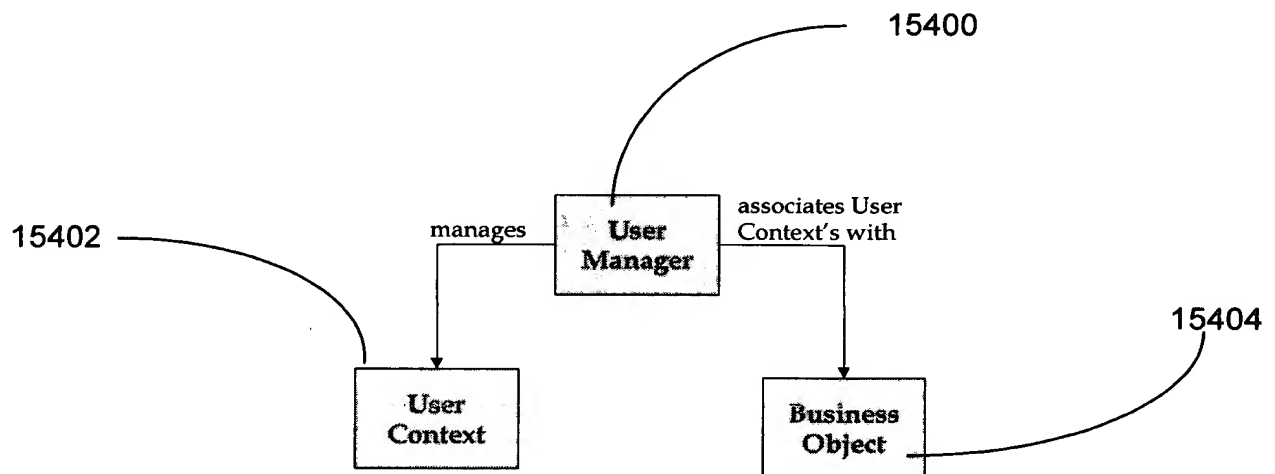 15400
associates User
Context's with
15402
manages
User
Manager
15404
User
Context
Business
Object